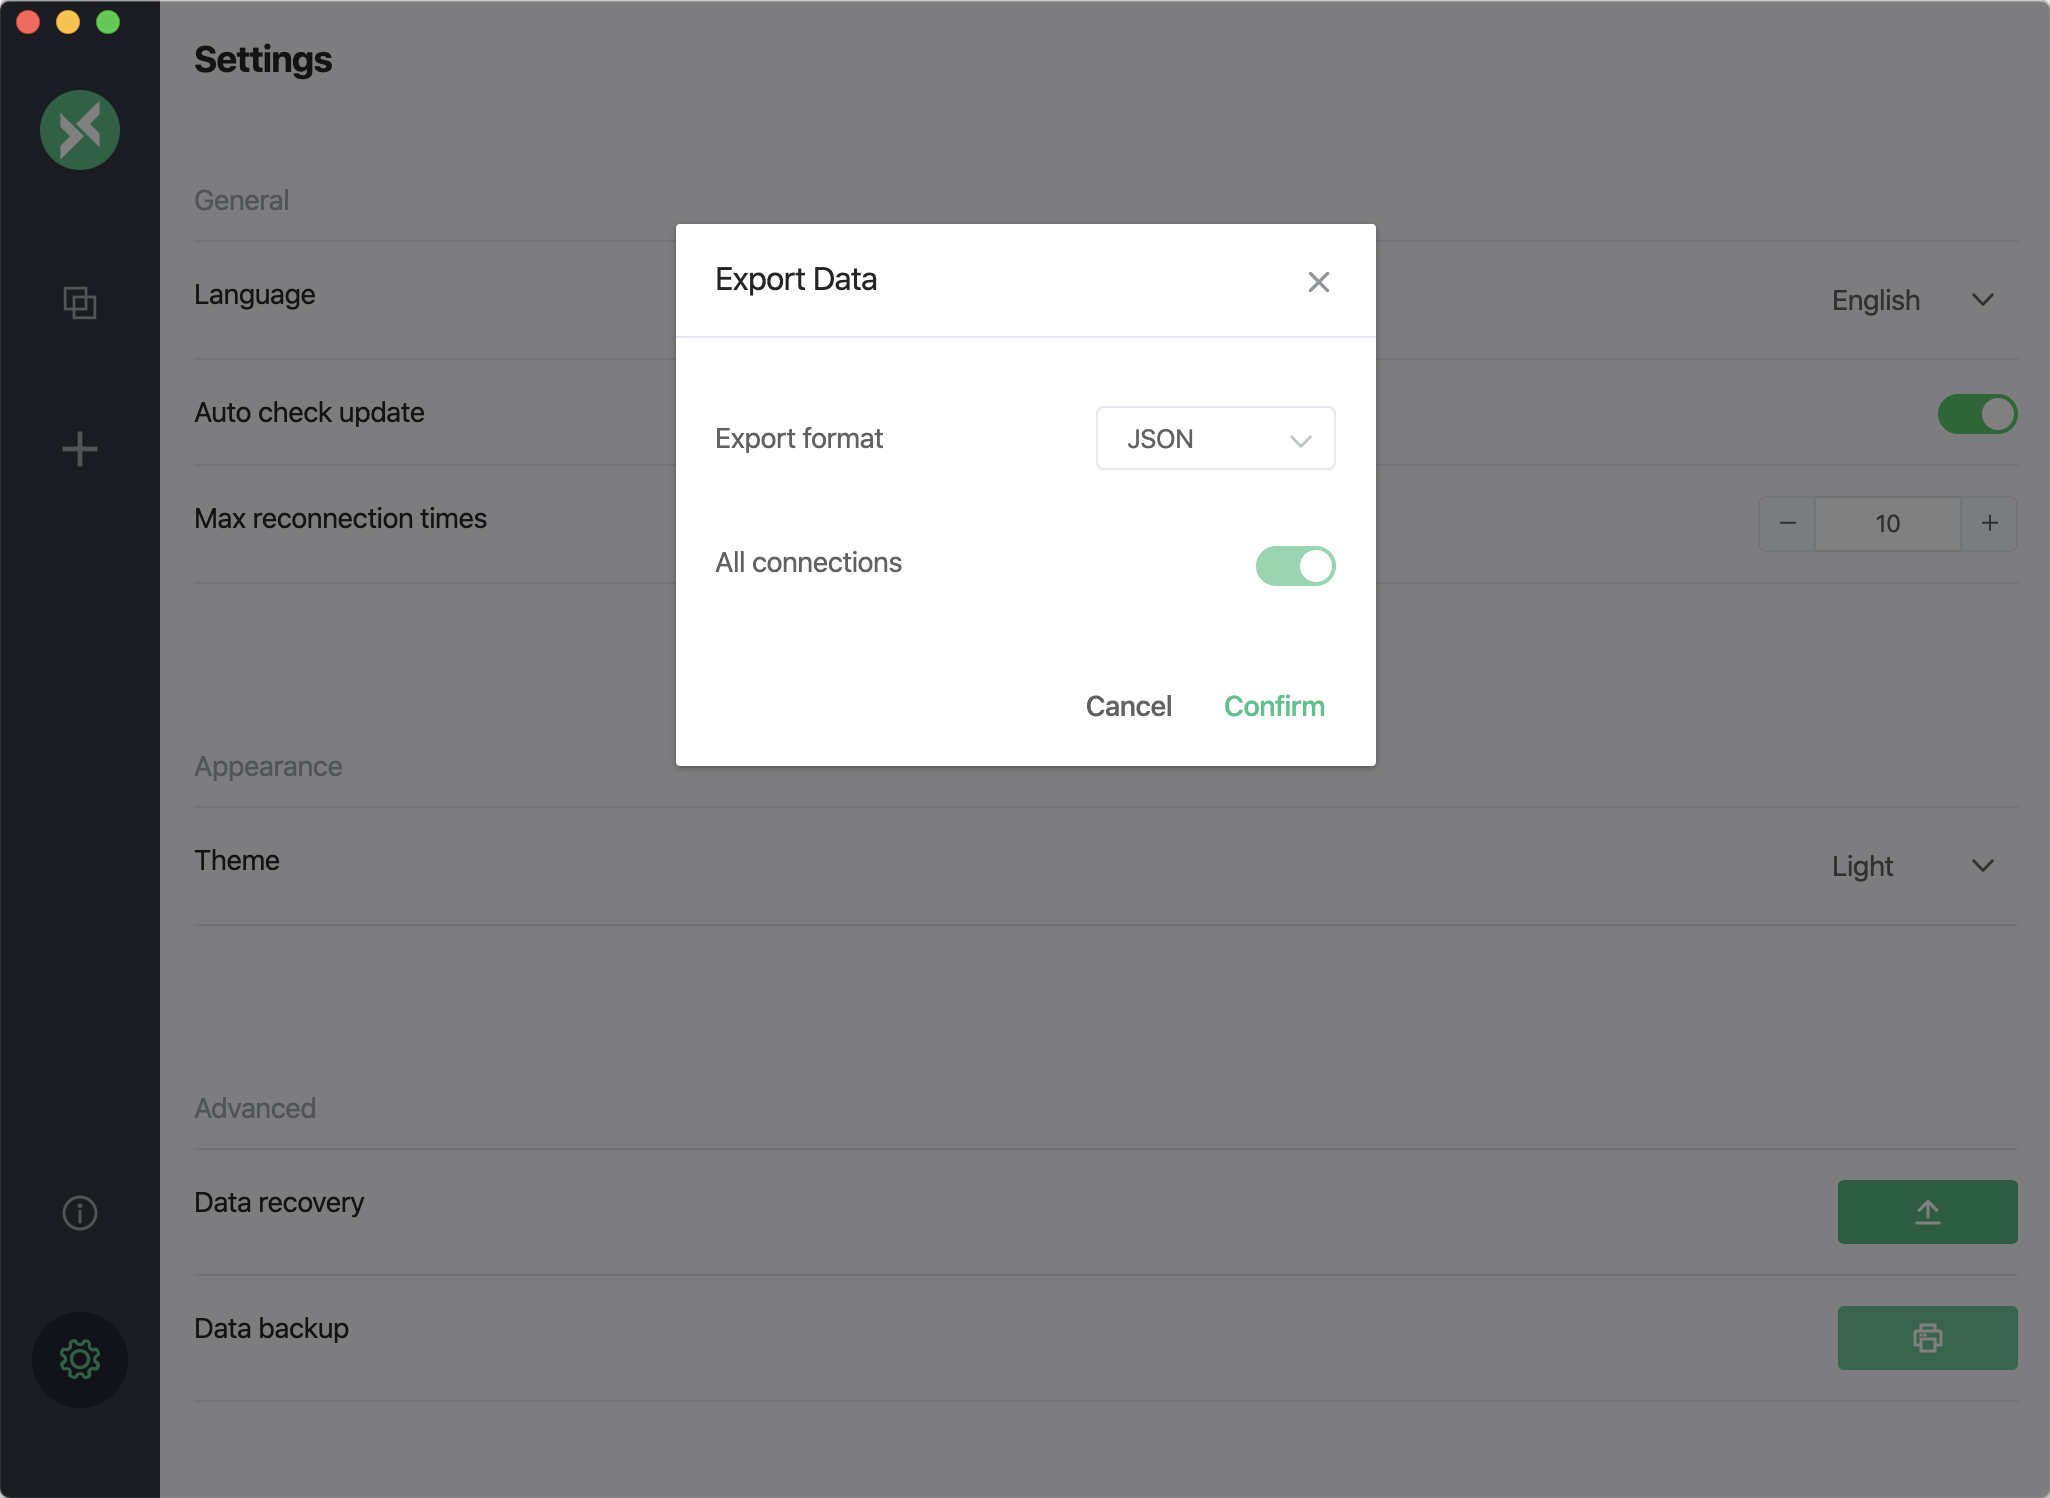 Settings
General
Language
English
Auto check update
Max reconnection times
10
Export Data
Export format
JSON
All connections
Cancel
Confirm
Appearance
Theme
Light
Advanced
Data recovery
Data backup